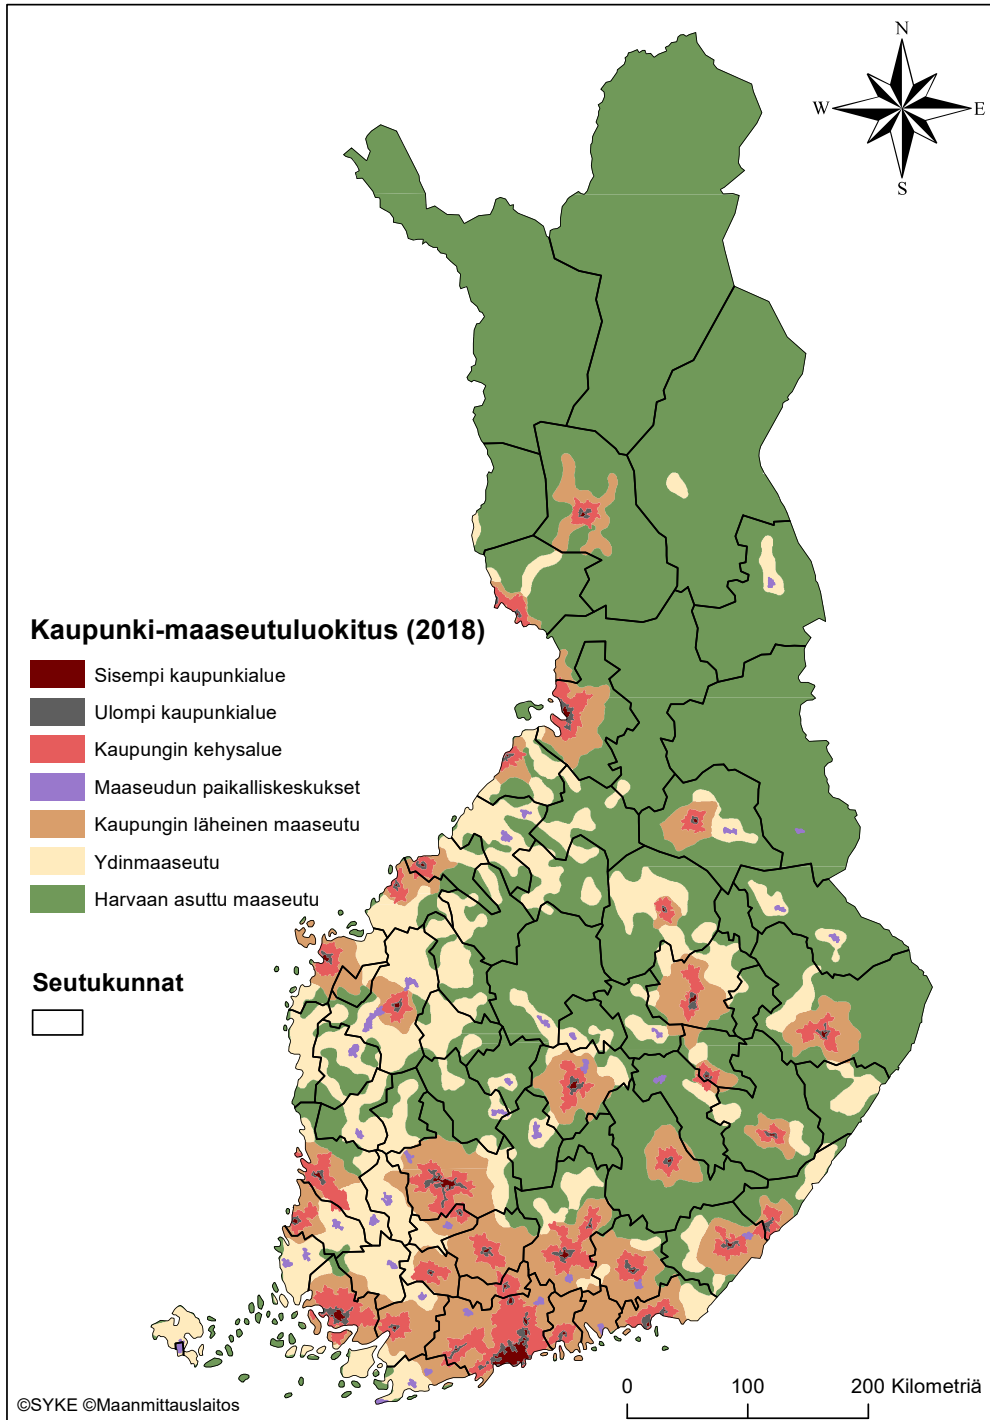 N
W E
S
Kaupunki-maaseutuluokitus (2018)
Sisempi kaupunkialue
Ulompi kaupunkialue
Kaupungin kehysalue
Maaseudun paikalliskeskukset
Kaupungin läheinen maaseutu
Ydinmaaseutu
Harvaan asuttu maaseutu
Seutukunnat
0 100 200 Kilometriä
©SYKE ©Maanmittauslaitos